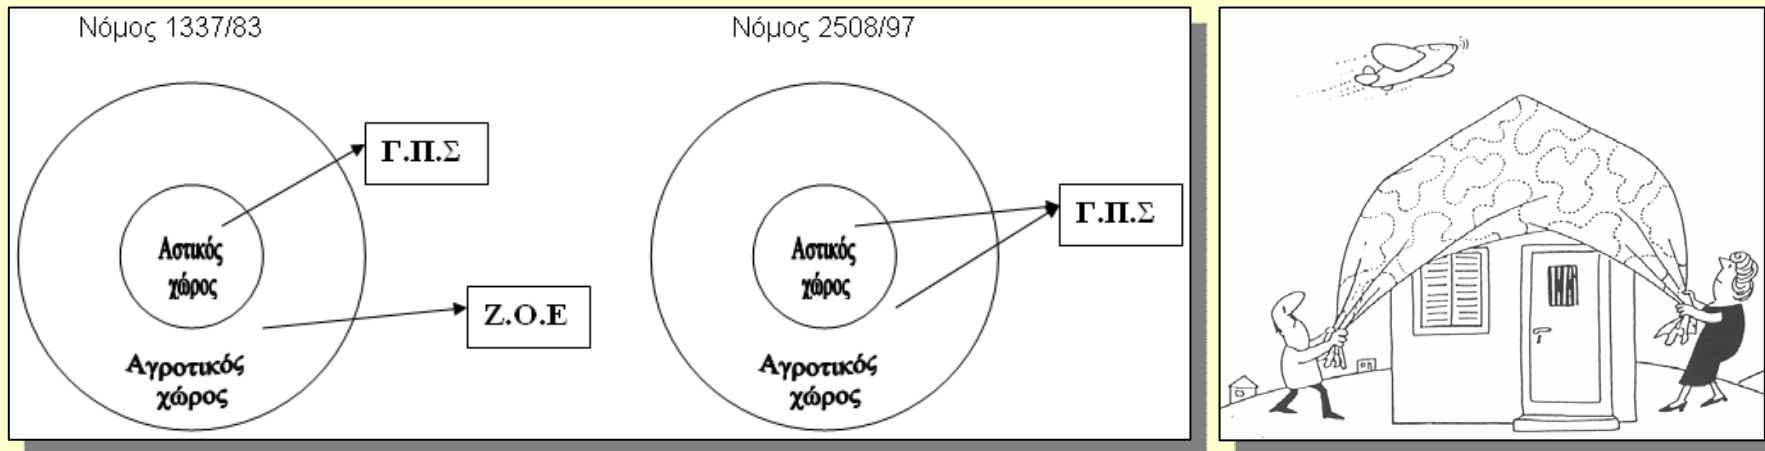 Νόμος 1337/83
Γ.Π.Σ
Αστικός
χώρος
Ζ.Ο.Ε
Αγροτικός
χώρος
Νόμος 2508/97
Γ.Π.Σ
Αστικός
χώρος
Αγροτικός
χώρος